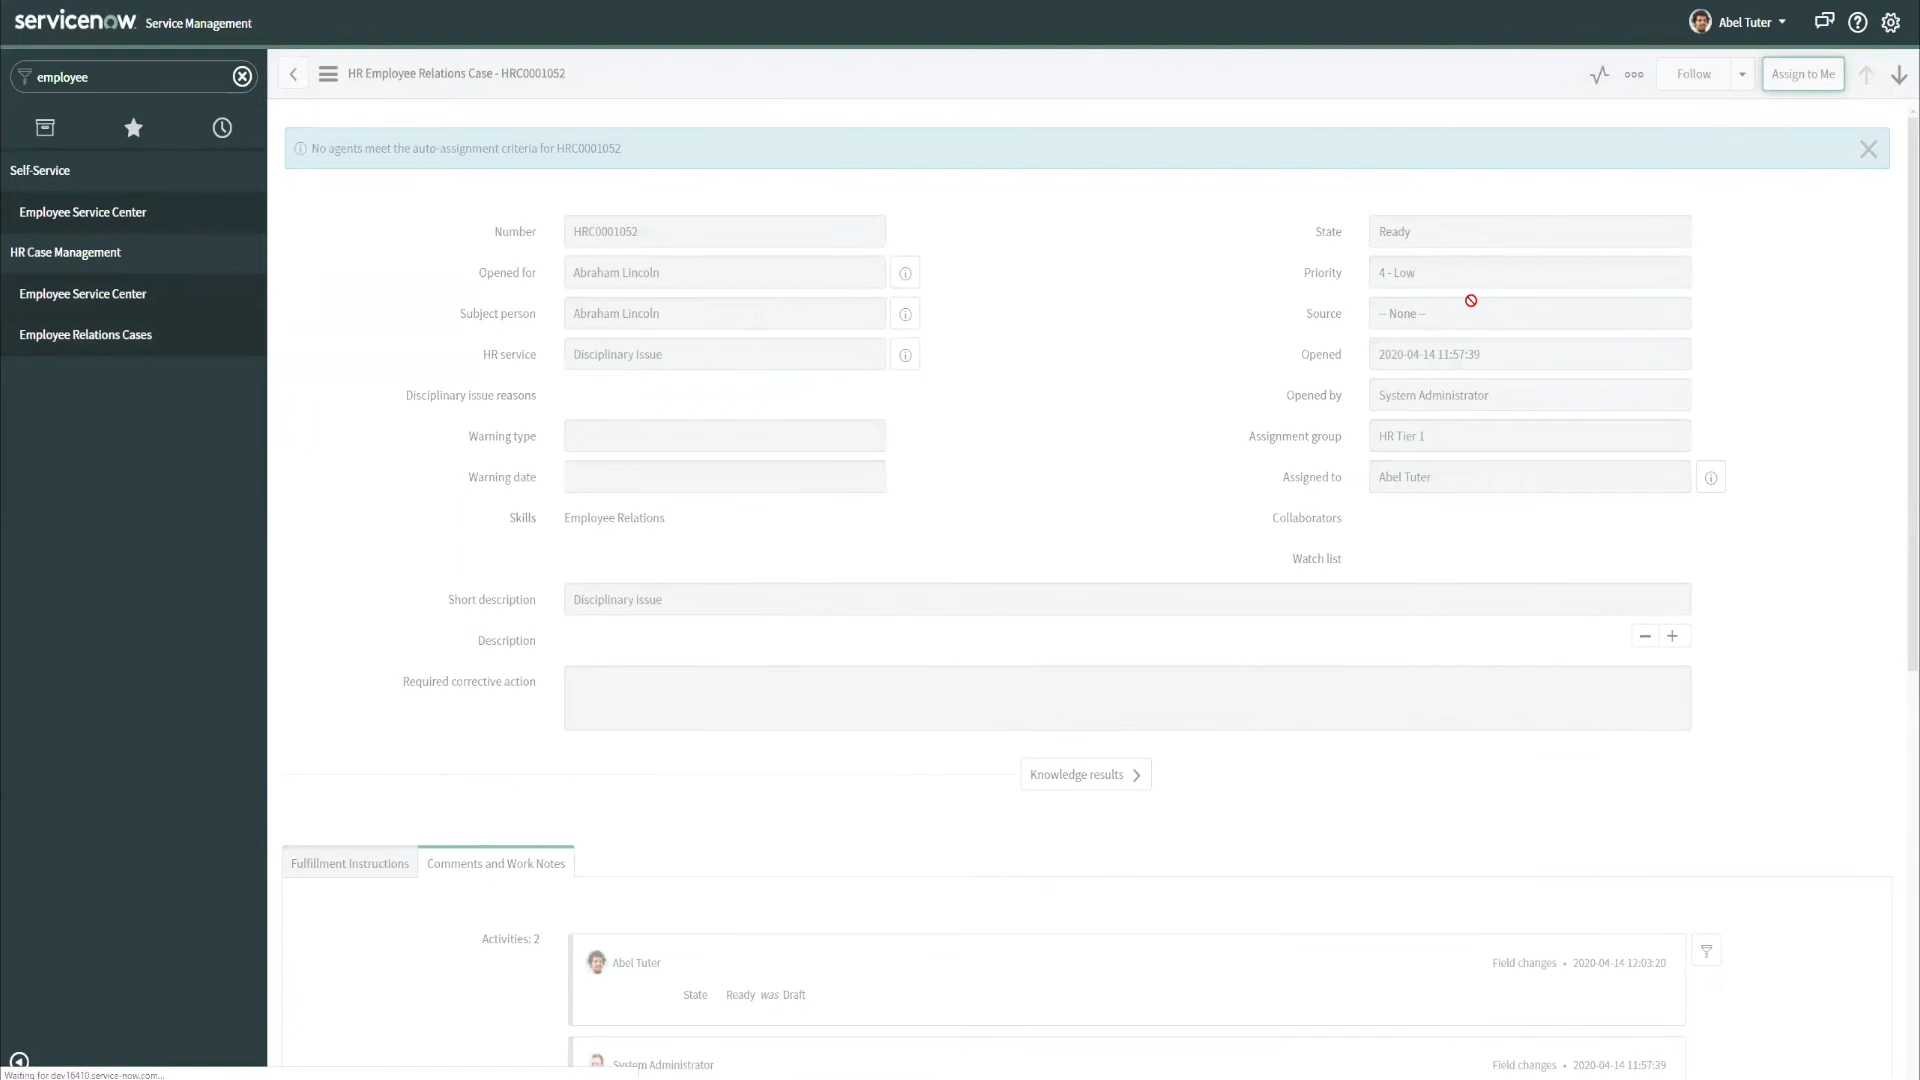 servicenow Service Management
Abel Tuter
employee
HR Employee Relations Case - HRC0001052
Follow
Assign to Me
No agents meet the auto-assignment criteria for HRC0001052
Self-Service
Employee Service Center
HR Case Management
Employee Service Center
Employee Relations Cases
Number HRC0001052
Opened for Abraham Lincoln
Subject person Abraham Lincoln
HR service Disciplinary Issue
Disciplinary issue reasons
Warning type
Warning date
Skills Employee Relations
State Ready
Priority 4 - Low
Source -- None --
Opened 2020-04-14 11:57:39
Opened by System Administrator
Assignment group HR Tier 1
Assigned to Abel Tuter
Collaborators
Watch list
Short description Disciplinary issue
Description
Required corrective action
Knowledge results
Fulfillment Instructions
Comments and Work Notes
Activities: 2
Abel Tuter
Field changes • 2020-04-14 12:03:20
State Ready was Draft
System Administrator
Field changes • 2020-04-14 11:57:39
Waiting for dev16410.service-now.com...